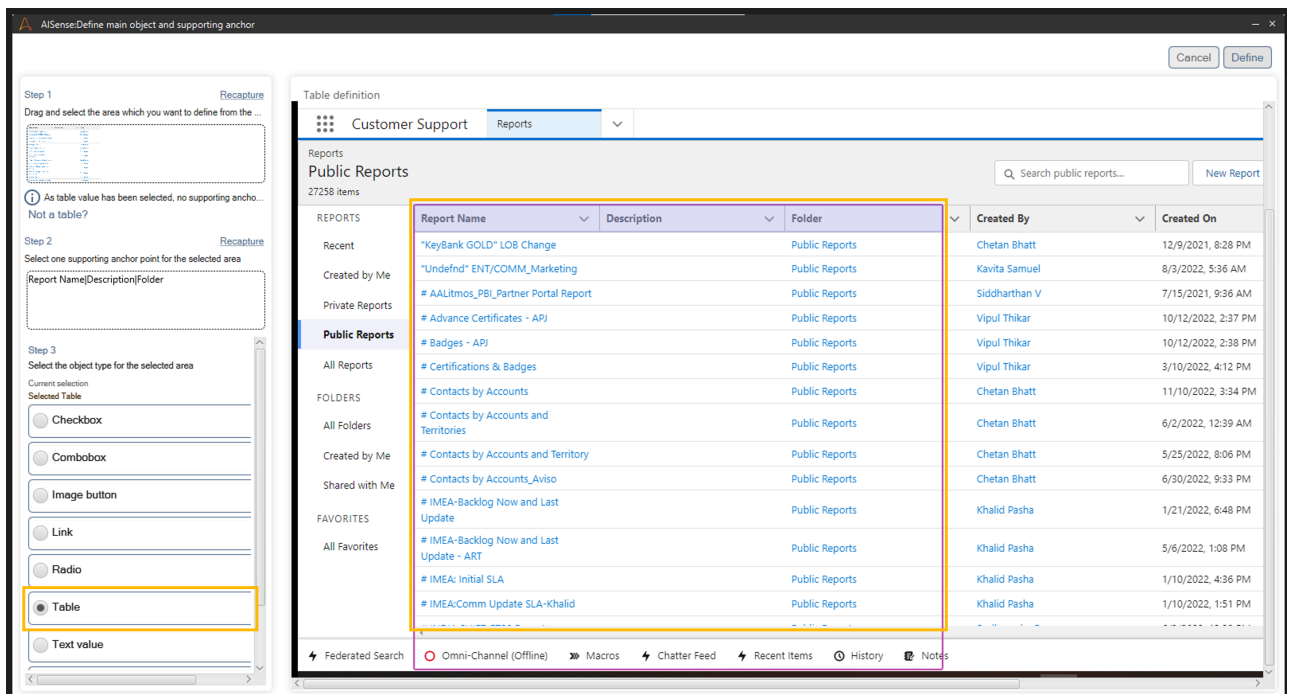 AISense:Define main object and supporting anchor
Cancel
Define
Step 1
Recapture
Drag and select the area which you want to define from the ...
As table value has been selected, no supporting ancho...
Not a table?
Step 2
Recapture
Select one supporting anchor point for the selected area
Report Name|Description|Folder
Step 3
Select the object type for the selected area
Current selection
Selected Table
Checkbox
Combobox
Image button
Link
Radio
Table
Text value
Table definition
Customer Support
Reports
Reports
Public Reports
27258 items
Search public reports...
New Report
REPORTS
Recent
Created by Me
Private Reports
Public Reports
All Reports
FOLDERS
All Folders
Created by Me
Shared with Me
FAVORITES
All Favorites
Report Name Description Folder Created By Created On
"KeyBank GOLD" LOB Change Public Reports Chetan Bhatt 12/9/2021, 8:28 PM
"Undefnd" ENT/COMM_Marketing Public Reports Kavita Samuel 8/3/2022, 5:36 AM
# AALitmos_PBI_Partner Portal Report Public Reports Siddharthan V 7/15/2021, 9:36 AM
# Advance Certificates - APJ Public Reports Vipul Thikar 10/12/2022, 2:37 PM
# Badges - APJ Public Reports Vipul Thikar 10/12/2022, 2:38 PM
# Certifications & Badges Public Reports Vipul Thikar 3/10/2022, 4:12 PM
# Contacts by Accounts Public Reports Chetan Bhatt 11/10/2022, 3:34 PM
# Contacts by Accounts and
Territories Public Reports Chetan Bhatt 6/2/2022, 12:39 AM
# Contacts by Accounts and Territory Public Reports Chetan Bhatt 5/25/2022, 8:06 PM
# Contacts by Accounts_Aviso Public Reports Chetan Bhatt 6/30/2022, 9:33 PM
# IMEA-Backlog Now and Last
Update Public Reports Khalid Pasha 1/21/2022, 6:48 PM
# IMEA-Backlog Now and Last
Update - ART Public Reports Khalid Pasha 5/6/2022, 1:08 PM
# IMEA: Initial SLA Public Reports Khalid Pasha 1/10/2022, 4:36 PM
# IMEA:Comm Update SLA-Khalid Public Reports Khalid Pasha 1/10/2022, 1:51 PM
Federated Search
Omni-Channel (Offline)
Macros
Chatter Feed
Recent Items
History
Notes